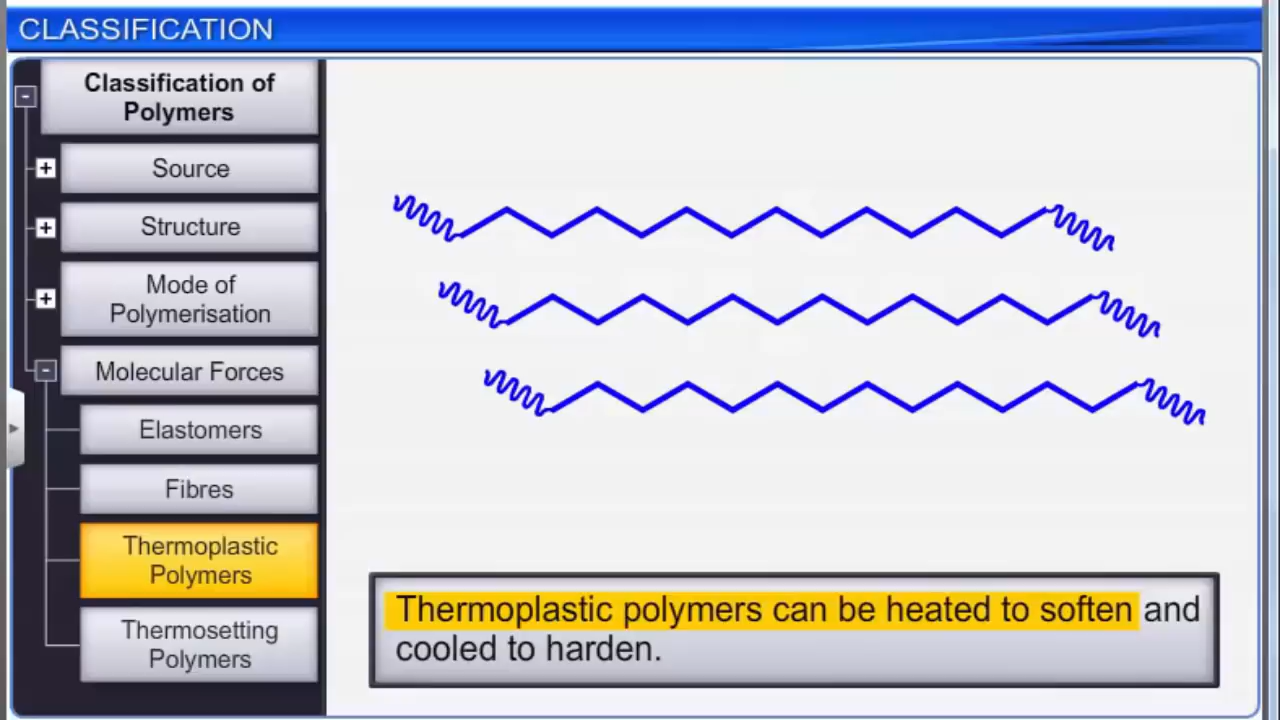 CLASSIFICATION
Classification of
Polymers
Source
Structure
Mode of
Polymerisation
Molecular Forces
Elastomers
Fibres
Thermoplastic
Polymers
Thermosetting
Polymers
Thermoplastic polymers can be heated to soften and
cooled to harden.